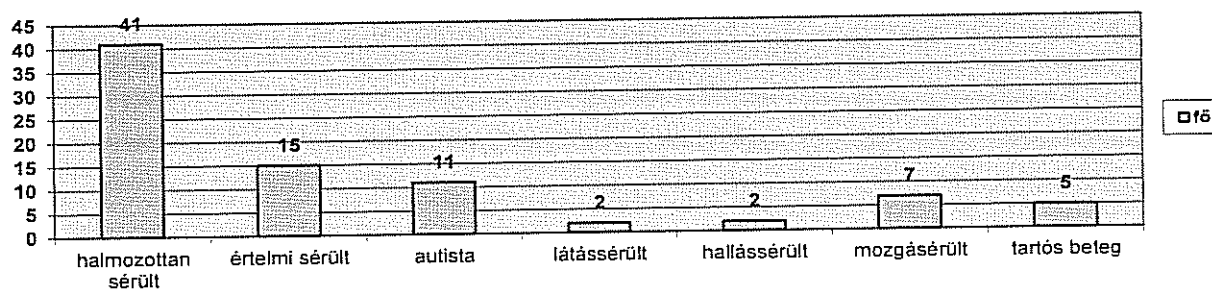 45
40
35
30
25
20
15
10
5
0
41
15
11
2
2
7
5
halmozottan
sérült
értelmi sérült
autista
látássérült
hallássérült
mozgásérült
tartós beteg
fő